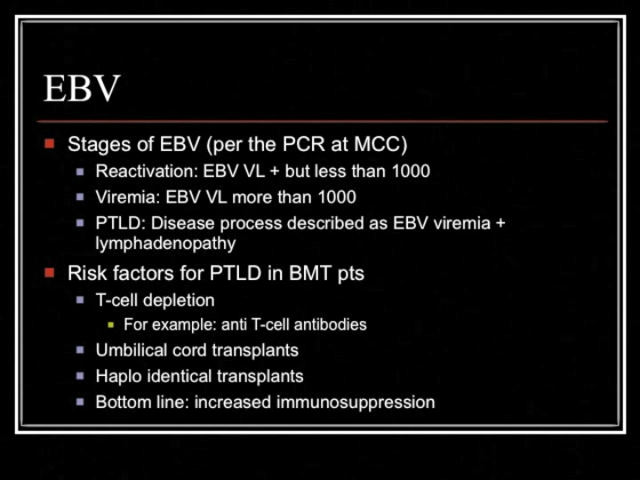 EBV
Stages of EBV (per the PCR at MCC)
Reactivation: EBV VL + but less than 1000
Viremia: EBV VL more than 1000
PTLD: Disease process described as EBV viremia +
lymphadenopathy
Risk factors for PTLD in BMT pts
T-cell depletion
For example: anti T-cell antibodies
Umbilical cord transplants
Haplo identical transplants
Bottom line: increased immunosuppression